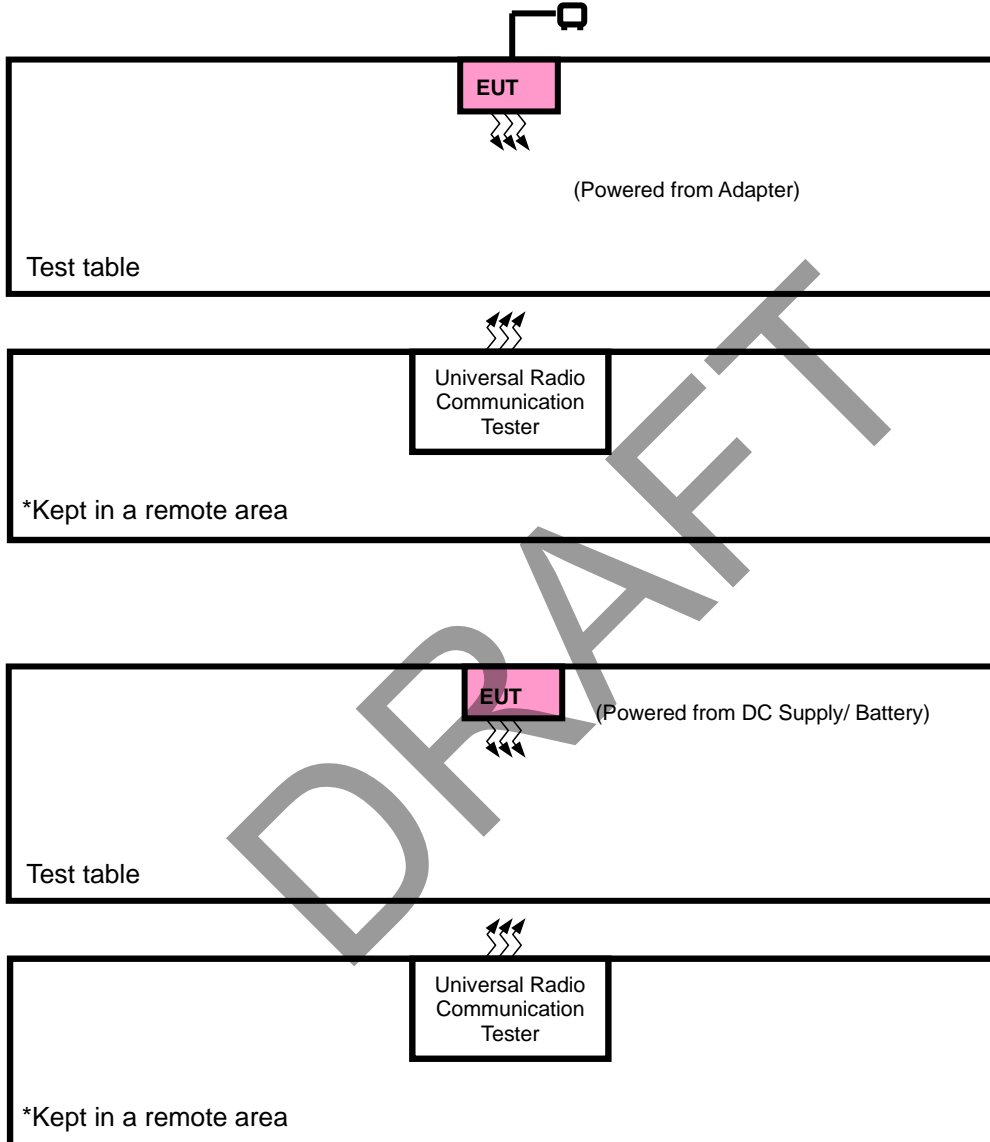 EUT
(Powered from Adapter)
Test table
Universal Radio
Communication
Tester
*Kept in a remote area
DRAFT
EUT
(Powered from DC Supply/ Battery)
Test table
Universal Radio
Communication
Tester
*Kept in a remote area